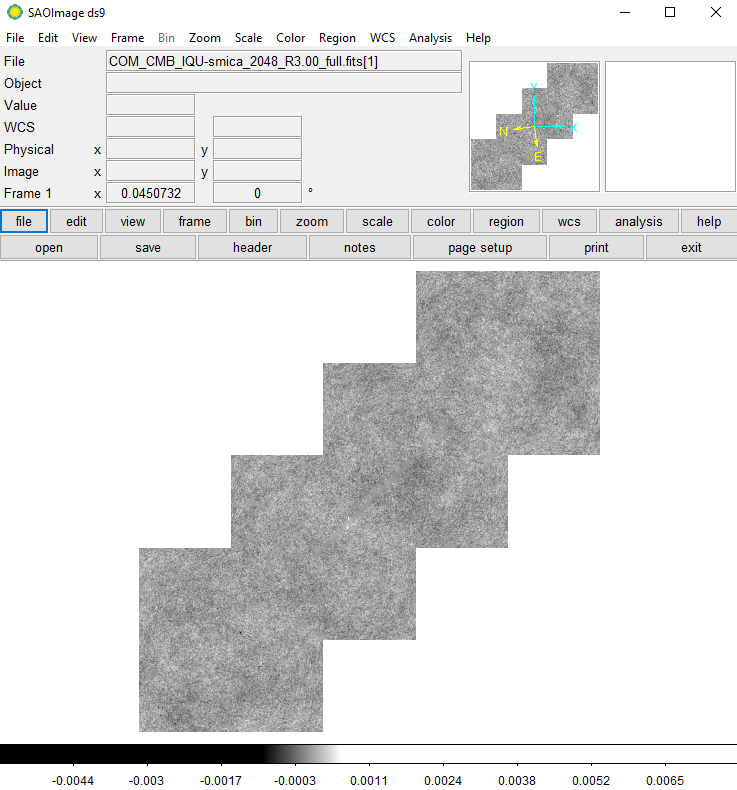 SAOImage ds9
File Edit View Frame Bin Zoom Scale Color Region WCS Analysis Help
File COM_CMB_IQU-smica_2048_R3.00_full.fits[1]
Object
Value
WCS
Physical x y
Image x y
Frame 1 x 0.0450732 0 °
Y
X
N
E
file edit view frame bin zoom scale color region wcs analysis help
open save header notes page setup print exit
-0.0044 -0.003 -0.0017 -0.0003 0.0011 0.0024 0.0038 0.0052 0.0065